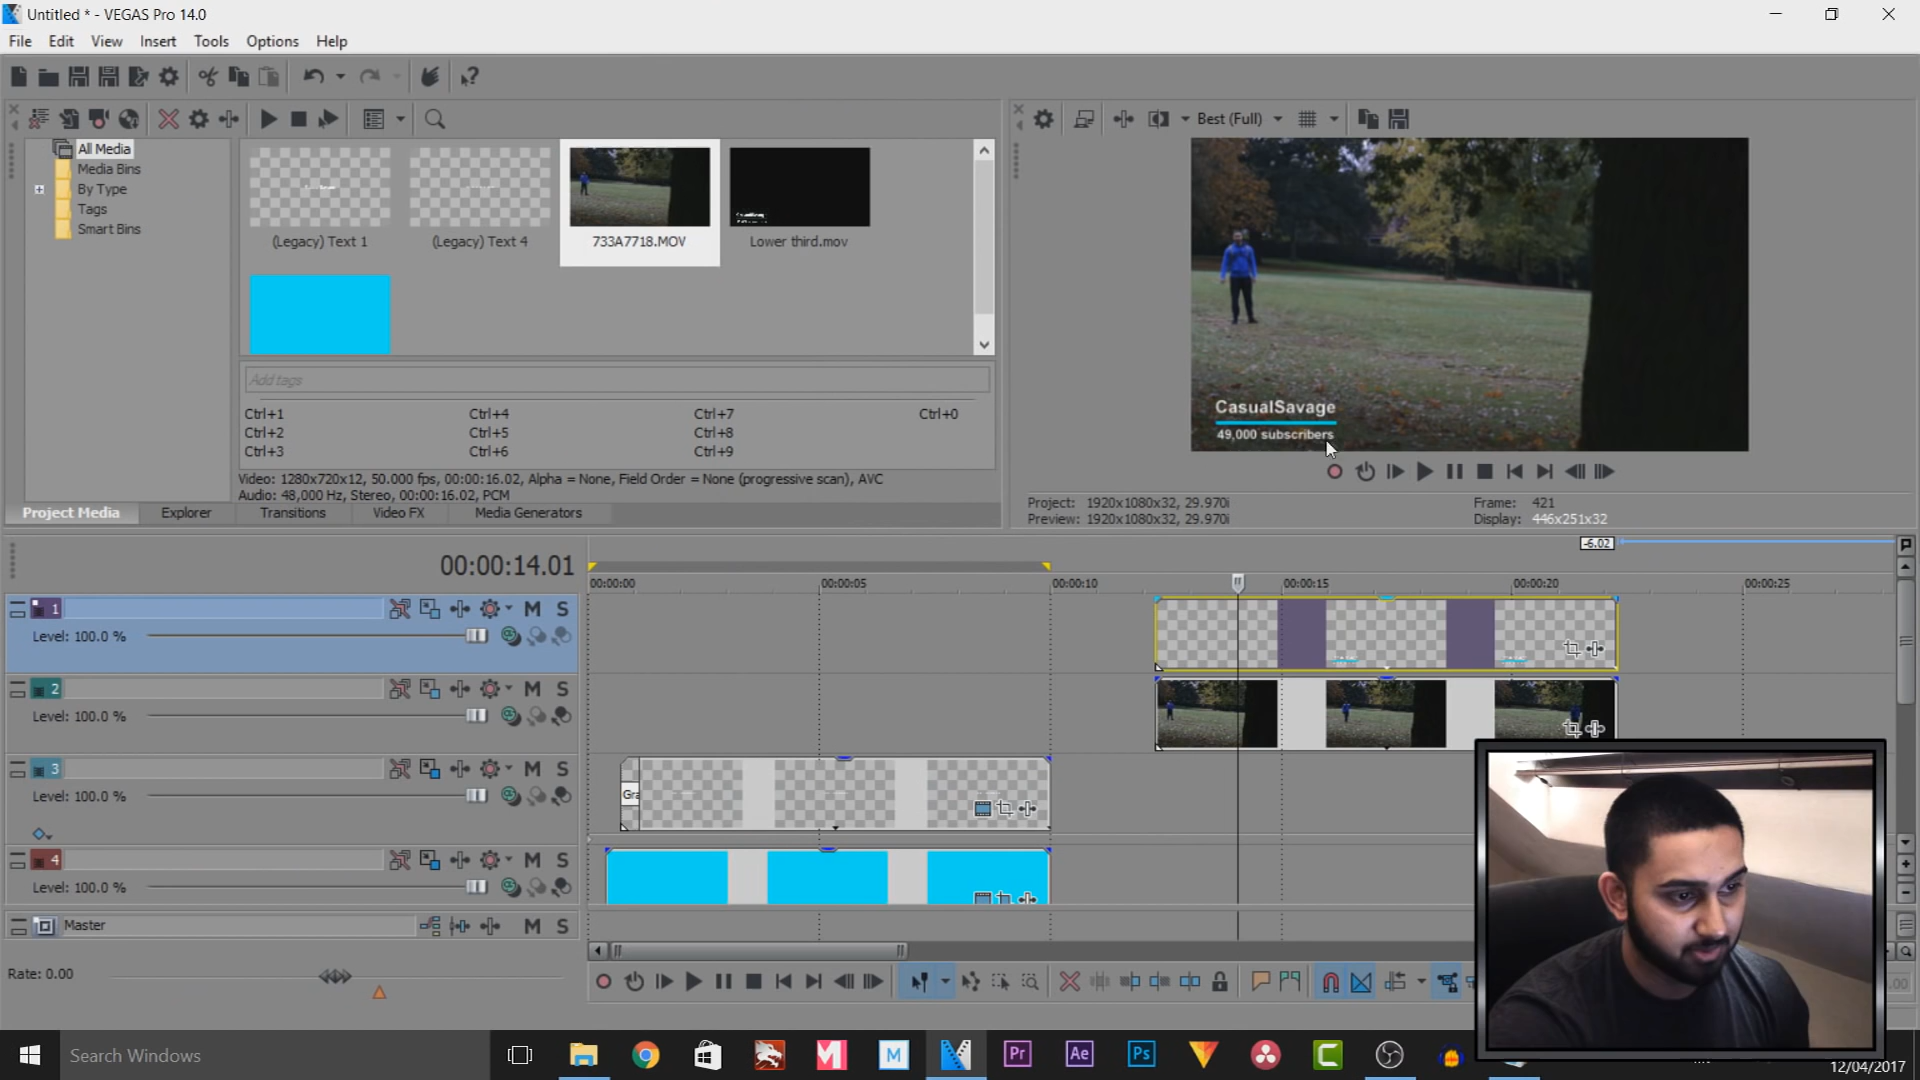 Untitled * - VEGAS Pro 14.0
File Edit View Insert Tools Options Help
All Media
Media Bins
By Type
Tags
Smart Bins
(Legacy) Text 1
(Legacy) Text 4
733A7718.MOV
Lower third.mov
Add tags
Ctrl+1 Ctrl+4 Ctrl+7 Ctrl+0
Ctrl+2 Ctrl+5 Ctrl+8
Ctrl+3 Ctrl+6 Ctrl+9
Video: 1280x720x12, 50.000 fps, 00:00:16.02, Alpha = None, Field Order = None (progressive scan), AVC
Audio: 48,000 Hz, Stereo, 00:00:16.02, PCM
Project Media Explorer Transitions Video FX Media Generators
Best (Full)
CasualSavage
49,000 subscribers
Project: 1920x1080x32, 29.970i
Preview: 1920x1080x32, 29.970i
Frame: 421
Display: 446x251x32
-6.02
00:00:14.01
00:00:00 00:00:05 00:00:10 00:00:15 00:00:20 00:00:25
1 M S
Level: 100.0 %
2 M S
Level: 100.0 %
3 M S
Level: 100.0 %
Gra
4 M S
Level: 100.0 %
Master M S
Rate: 0.00
Search Windows
Pr Ae Ps
12/04/2017